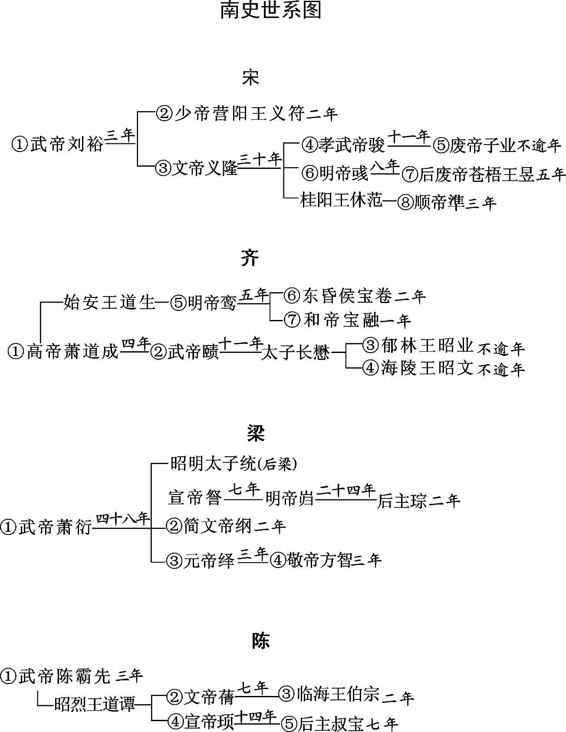 南史世系图
宋
②少帝营阳王义符二年
①武帝刘裕三年
③文帝义隆三十年
④孝武帝骏十一年⑤废帝子业不逾年
⑥明帝彧八年⑦后废帝苍梧王昱五年
桂阳王休范⑧顺帝準三年
齐
始安王道生⑤明帝鸾五年⑥东昏侯宝卷二年
⑦和帝宝融一年
①高帝萧道成四年②武帝赜十一年太子长懋③郁林王昭业不逾年
④海陵王昭文不逾年
梁
昭明太子统(后梁)
宣帝詧七年明帝岿二十四年后主琮二年
①武帝萧衍四十八年②简文帝纲二年
③元帝绎三年④敬帝方智三年
陈
①武帝陈霸先三年
昭烈王道谭②文帝蒨七年③临海王伯宗二年
④宣帝顼十四年⑤后主叔宝七年